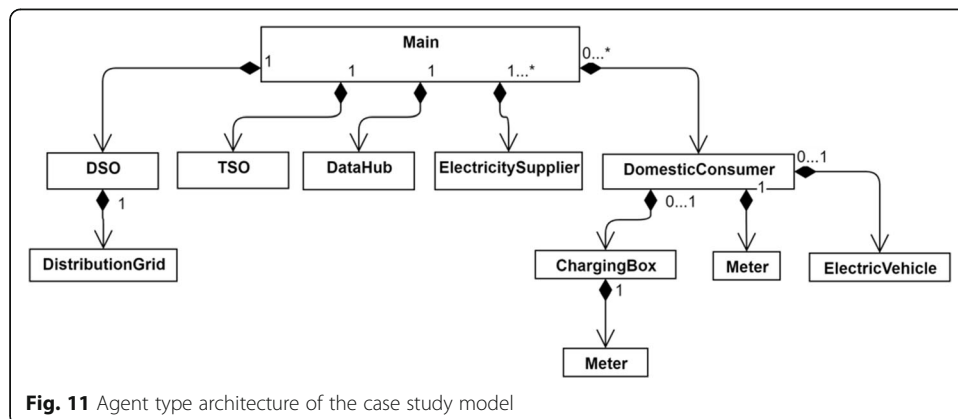 Main
1
1
1
1...*
0...*
DSO
TSO
DataHub
ElectricitySupplier
DomesticConsumer
0...1
1
0...1
1
DistributionGrid
ChargingBox
Meter
ElectricVehicle
1
Meter
Fig. 11 Agent type architecture of the case study model